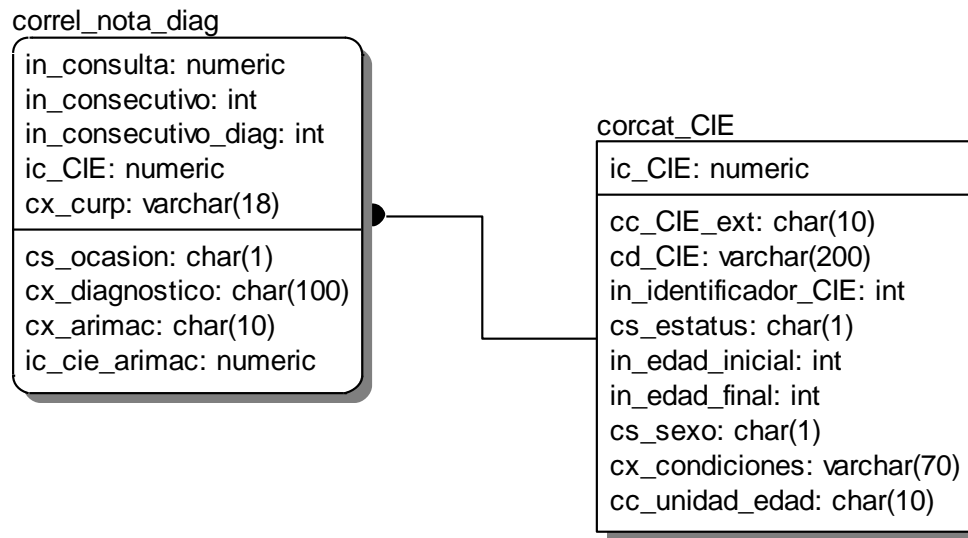 correl_nota_diag
in_consulta: numeric
in_consecutivo: int
in_consecutivo_diag: int
ic_CIE: numeric
cx_curp: varchar(18)
cs_ocasion: char(1)
cx_diagnostico: char(100)
cx_arimac: char(10)
ic_cie_arimac: numeric
corcat_CIE
ic_CIE: numeric
cc_CIE_ext: char(10)
cd_CIE: varchar(200)
in_identificador_CIE: int
cs_estatus: char(1)
in_edad_inicial: int
in_edad_final: int
cs_sexo: char(1)
cx_condiciones: varchar(70)
cc_unidad_edad: char(10)